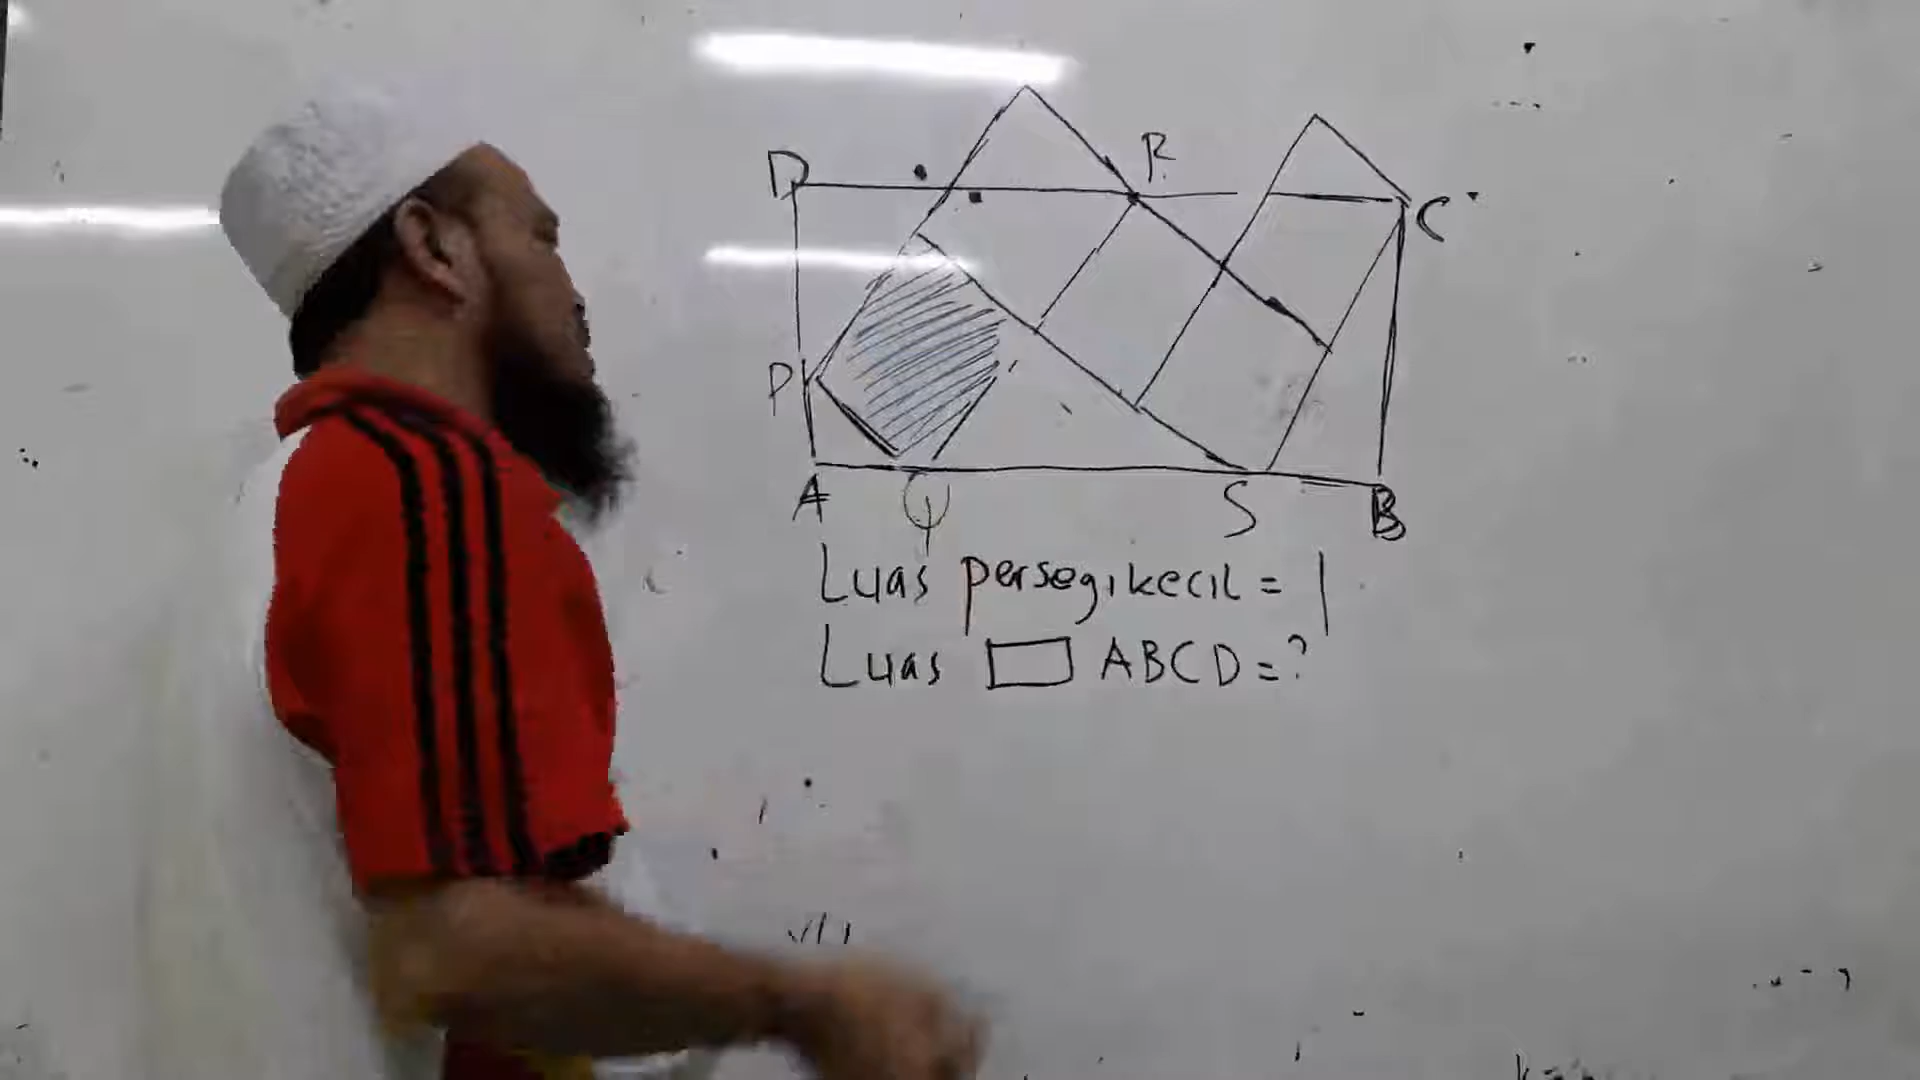 D
R
C
P
A
Q
S
B
Luas persegi kecil = 1
Luas ▭ ABCD = ?